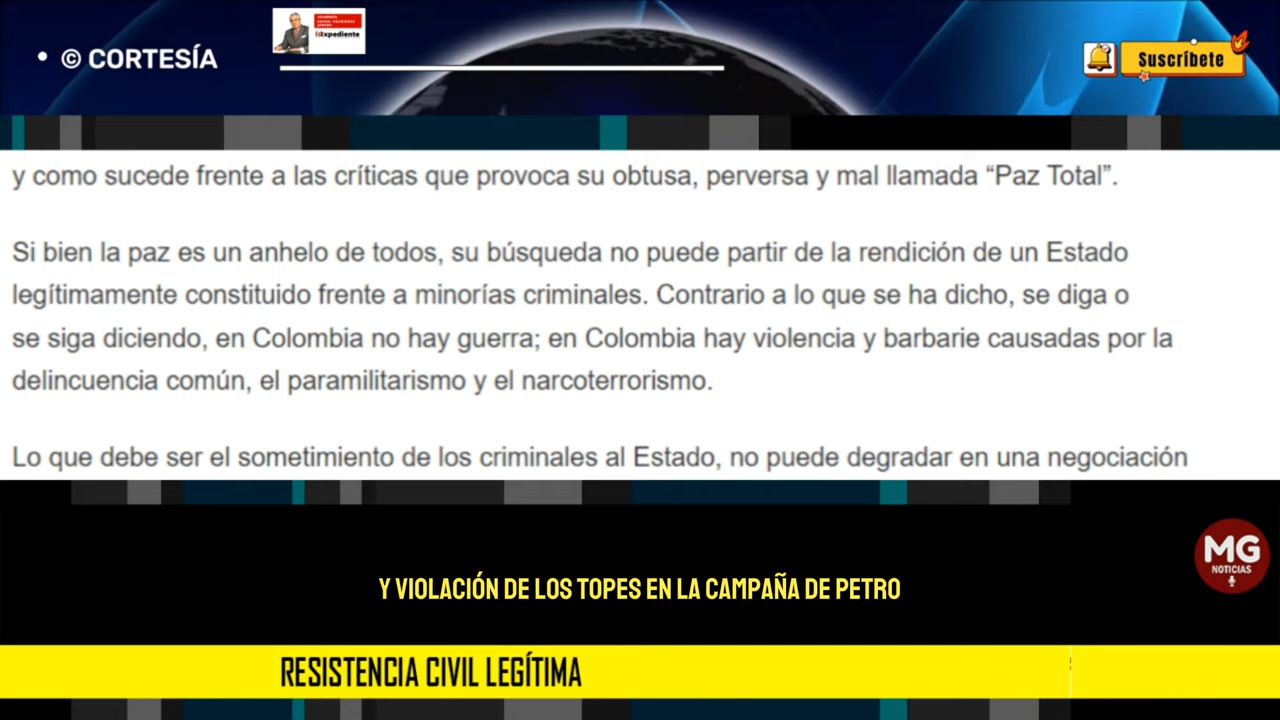 • © CORTESÍA
Expediente
Suscríbete
y como sucede frente a las críticas que provoca su obtusa, perversa y mal llamada “Paz Total”.
Si bien la paz es un anhelo de todos, su búsqueda no puede partir de la rendición de un Estado
legítimamente constituido frente a minorías criminales. Contrario a lo que se ha dicho, se diga o
se siga diciendo, en Colombia no hay guerra; en Colombia hay violencia y barbarie causadas por la
delincuencia común, el paramilitarismo y el narcoterrorismo.
Lo que debe ser el sometimiento de los criminales al Estado, no puede degradar en una negociación
MG
NOTICIAS
Y VIOLACIÓN DE LOS TOPES EN LA CAMPAÑA DE PETRO
RESISTENCIA CIVIL LEGÍTIMA